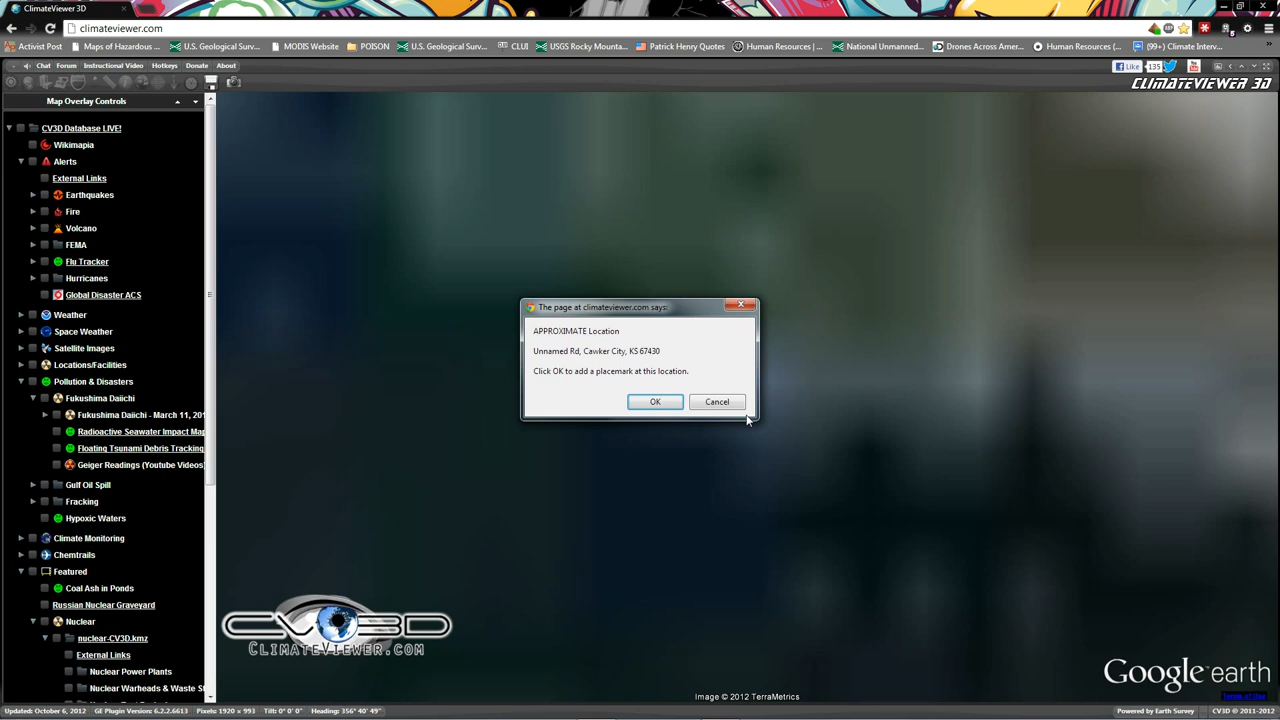 ClimateViewer 3D
climateviewer.com
Activist Post Maps of Hazardous ... U.S. Geological Surv... MODIS Website POISON U.S. Geological Surv... CLUI USGS Rocky Mounta... Patrick Henry Quotes Human Resources | ... National Unmanned... Drones Across Amer... Human Resources (... (99+) Climate Interv...
Chat Forum Instructional Video Hotkeys Donate About Like 135
CLIMATEVIEWER 3D
Map Overlay Controls
CV3D Database LIVE!
Wikimapia
Alerts
External Links
Earthquakes
Fire
Volcano
FEMA
Flu Tracker
Hurricanes
Global Disaster ACS
Weather
Space Weather
Satellite Images
Locations/Facilities
Pollution & Disasters
Fukushima Daiichi
Fukushima Daiichi - March 11, 201
Radioactive Seawater Impact Map
Floating Tsunami Debris Tracking
Geiger Readings (Youtube Videos)
Gulf Oil Spill
Fracking
Hypoxic Waters
Climate Monitoring
Chemtrails
Featured
Coal Ash in Ponds
Russian Nuclear Graveyard
Nuclear
nuclear-CV3D.kmz
External Links
Nuclear Power Plants
Nuclear Warheads & Waste St
The page at climateviewer.com says:
APPROXIMATE Location
Unnamed Rd, Cawker City, KS 67430
Click OK to add a placemark at this location.
OK Cancel
CV3D
CLIMATEVIEWER.COM
Google earth
Image © 2012 TerraMetrics
Terms of Use
Updated: October 6, 2012 GE Plugin Version: 6.2.2.6613 Pixels: 1920 x 993 Tilt: 0° 0' 0" Heading: 356° 40' 49" Powered by Earth Survey CV3D © 2011-2012